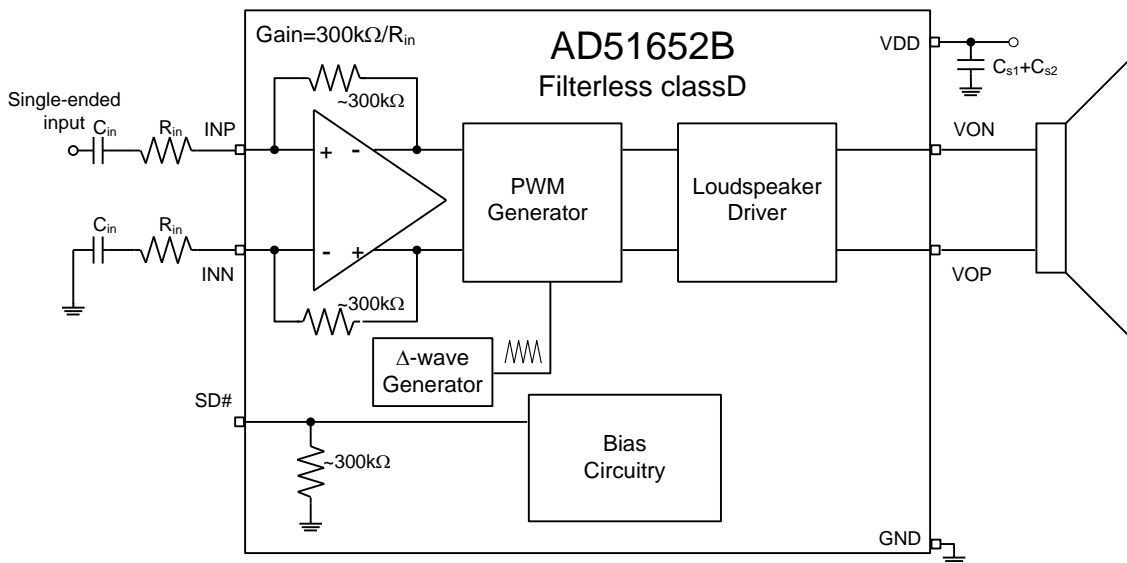 Gain=300kΩ/Rin
AD51652B
Filterless classD
VDD
Cs1+Cs2
~300kΩ
Single-ended
input
Cin
Rin
INP
+
-
PWM
Generator
Loudspeaker
Driver
VON
Cin
Rin
INN
-
+
VOP
~300kΩ
Δ-wave
Generator
SD#
~300kΩ
Bias
Circuitry
GND